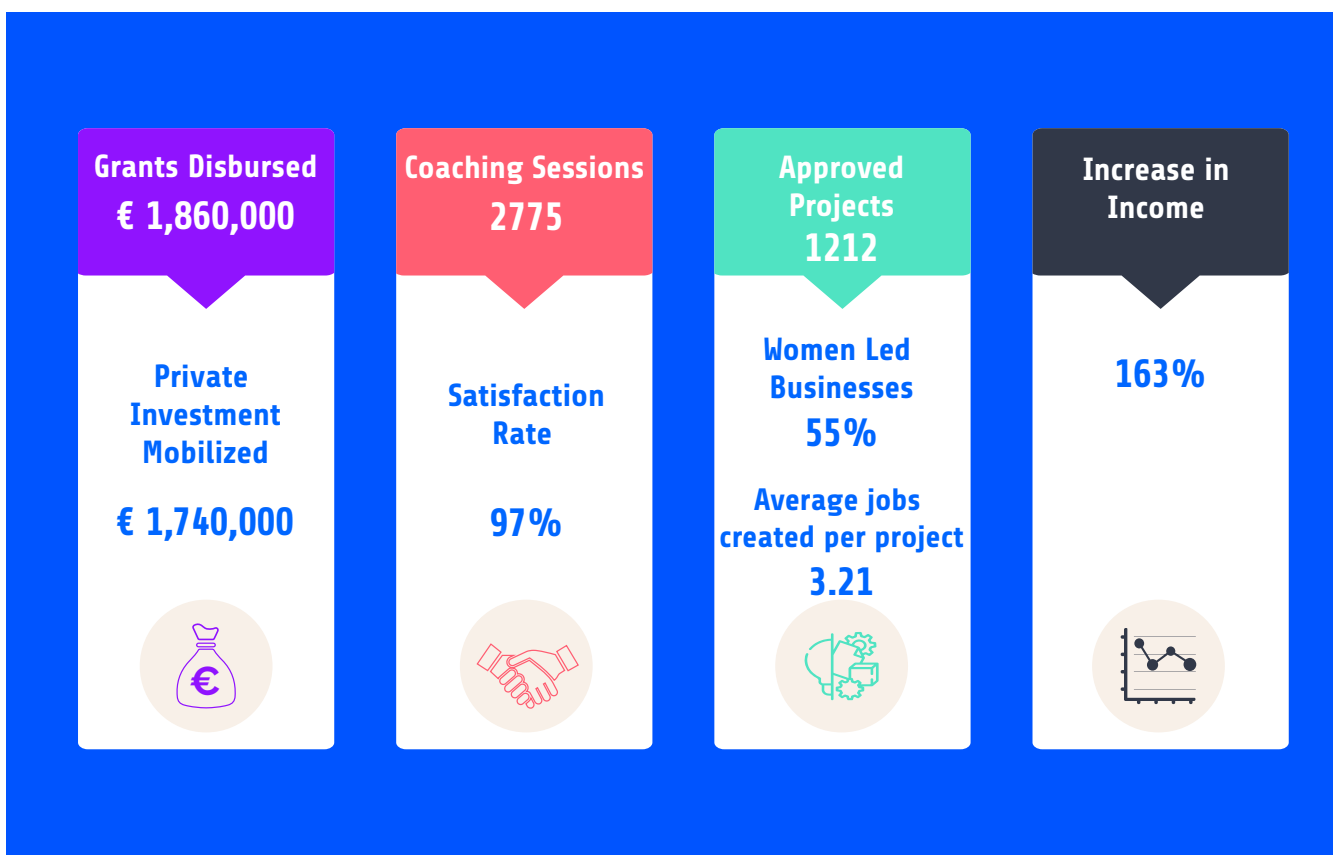 Grants Disbursed
€ 1,860,000
Private
Investment
Mobilized
€ 1,740,000
€
Coaching Sessions
2775
Satisfaction
Rate
97%
Approved
Projects
1212
Women Led
Businesses
55%
Average jobs
created per project
3.21
Increase in
Income
163%